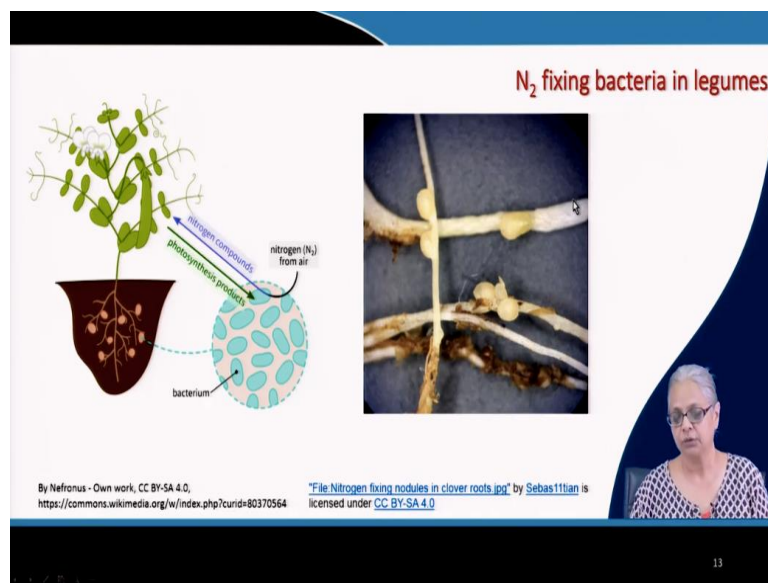 N₂ fixing bacteria in legumes
nitrogen compounds
photosynthesis products
nitrogen (N₂)
from air
bacterium
By Nefronus - Own work, CC BY-SA 4.0,
https://commons.wikimedia.org/w/index.php?curid=80370564
"File:Nitrogen fixing nodules in clover roots.jpg" by Sebas11tian is
licensed under CC BY-SA 4.0
13